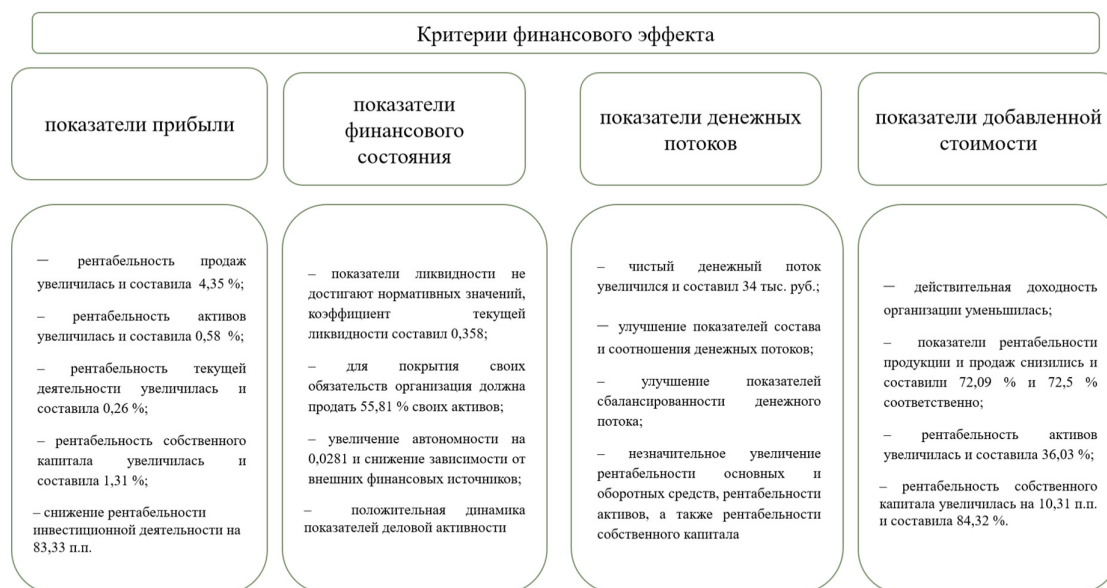 Критерии финансового эффекта
показатели прибыли
показатели
финансового
состояния
показатели денежных
потоков
показатели добавленной
стоимости
— рентабельность продаж
увеличилась и составила 4,35 %;
– рентабельность активов
увеличилась и составила 0,58 %;
– рентабельность текущей
деятельности увеличилась и
составила 0,26 %;
– рентабельность собственного
капитала увеличилась и
составила 1,31 %;
– снижение рентабельности
инвестиционной деятельности на
83,33 п.п.
– показатели ликвидности не
достигают нормативных значений,
коэффициент текущей
ликвидности составил 0,358;
– для покрытия своих
обязательств организация должна
продать 55,81 % своих активов;
– увеличение автономности на
0,0281 и снижение зависимости от
внешних финансовых источников;
– положительная динамика
показателей деловой активности
– чистый денежный поток
увеличился и составил 34 тыс. руб.;
— улучшение показателей состава
и соотношения денежных потоков;
– улучшение показателей
сбалансированности денежного
потока;
– незначительное увеличение
рентабельности основных и
оборотных средств, рентабельности
активов, а также рентабельности
собственного капитала
— действительная доходность
организации уменьшилась;
– показатели рентабельности
продукции и продаж снизились и
составили 72,09 % и 72,5 %
соответственно;
– рентабельность активов
увеличилась и составила 36,03 %;
– рентабельность собственного
капитала увеличилась на 10,31 п.п.
и составила 84,32 %.